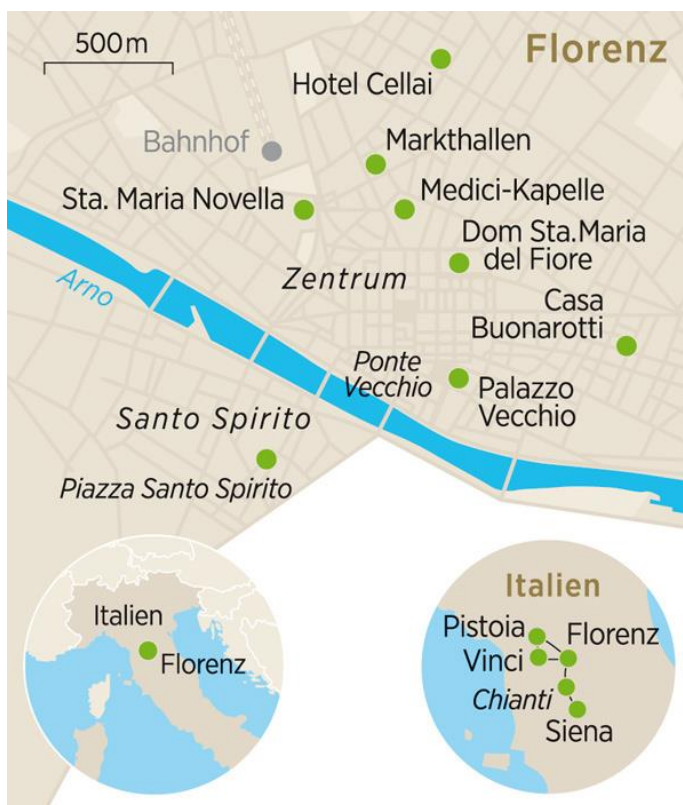 500 m
Florenz
Hotel Cellai
Bahnhof
Markthallen
Sta. Maria Novella
Medici-Kapelle
Dom Sta.Maria
del Fiore
Zentrum
Arno
Casa
Buonarotti
Ponte
Vecchio
Palazzo
Vecchio
Santo Spirito
Piazza Santo Spirito
Italien
Florenz
Italien
Pistoia
Florenz
Vinci
Chianti
Siena